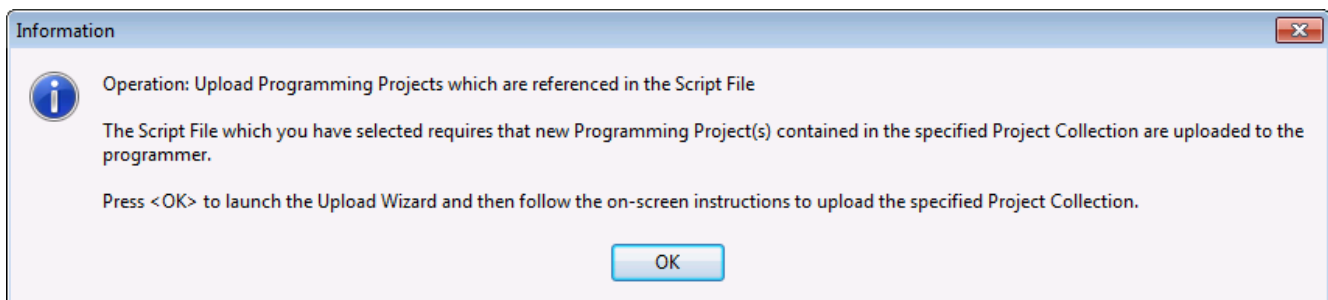 Information
Operation: Upload Programming Projects which are referenced in the Script File
The Script File which you have selected requires that new Programming Project(s) contained in the specified Project Collection are uploaded to the
programmer.
Press <OK> to launch the Upload Wizard and then follow the on-screen instructions to upload the specified Project Collection.
OK